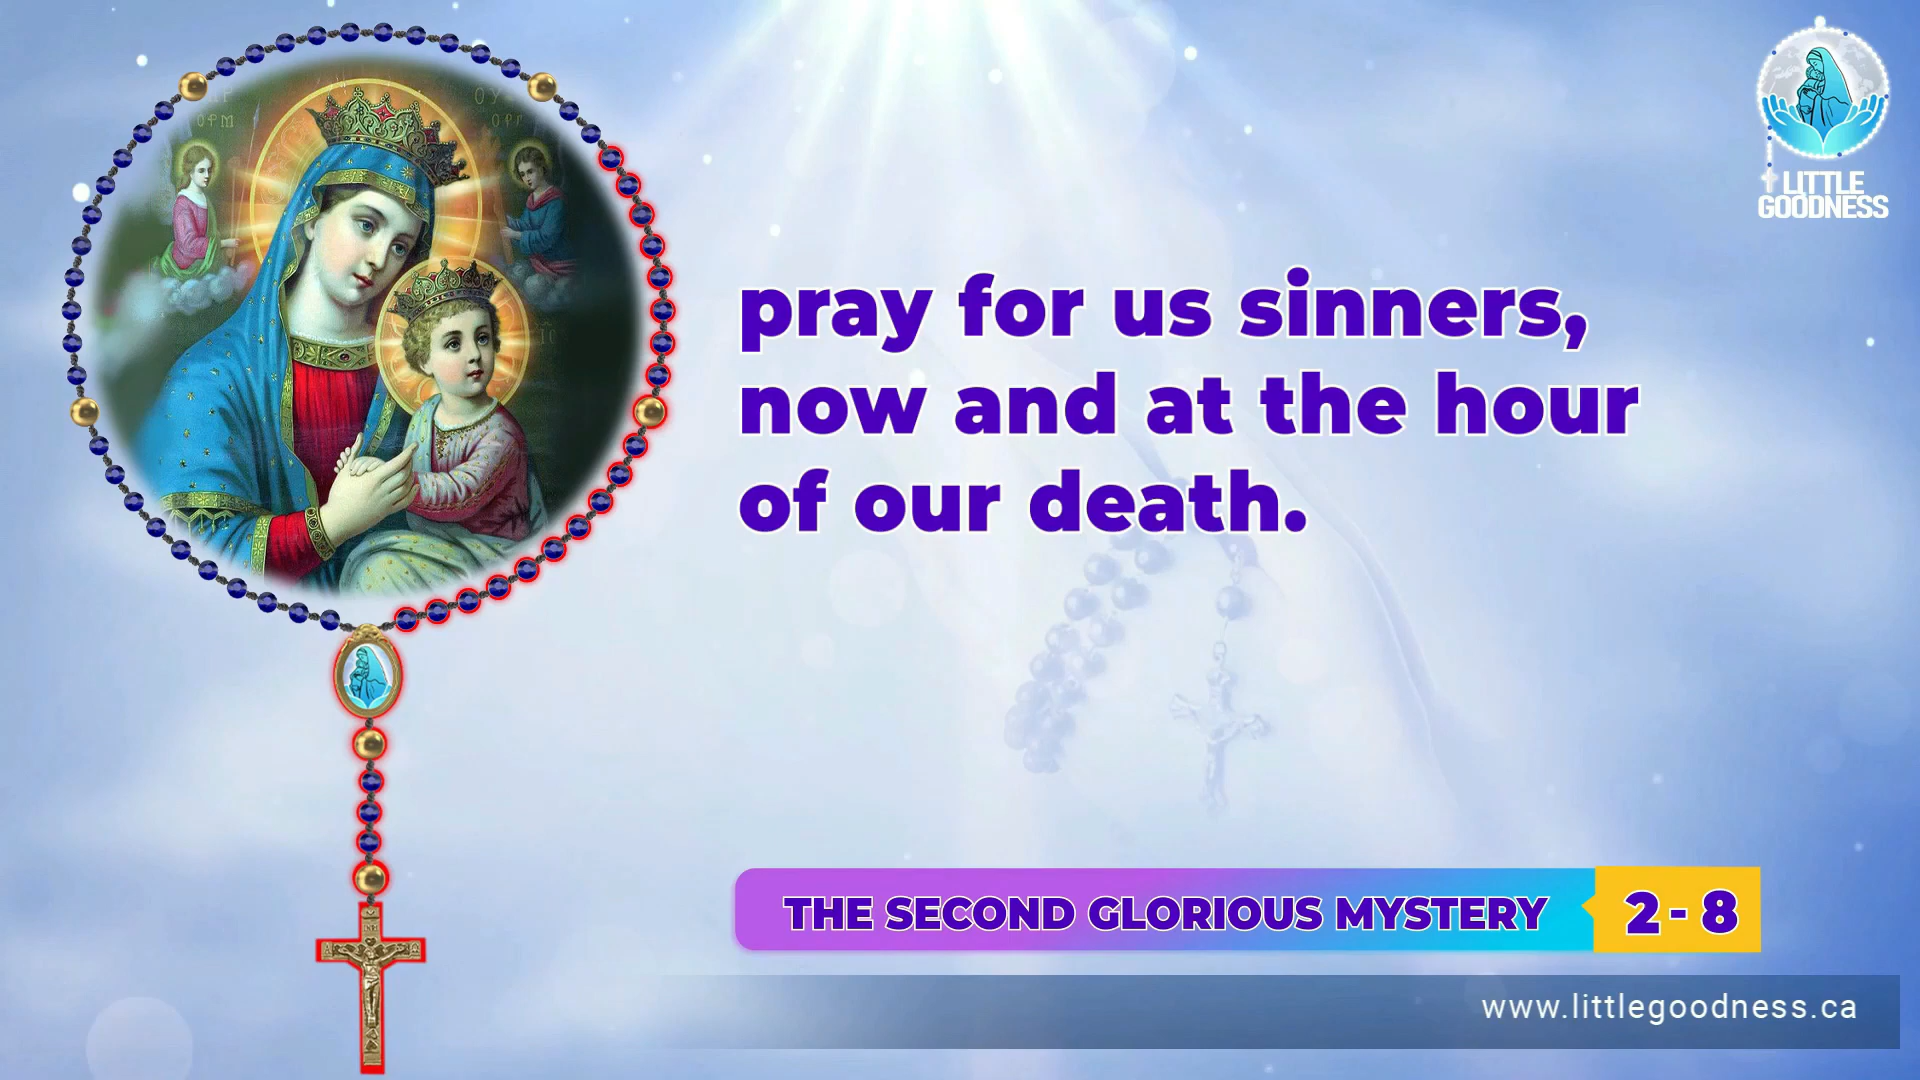 LITTLE
GOODNESS
pray for us sinners,
now and at the hour
of our death.
THE SECOND GLORIOUS MYSTERY 2 - 8
www.littlegoodness.ca